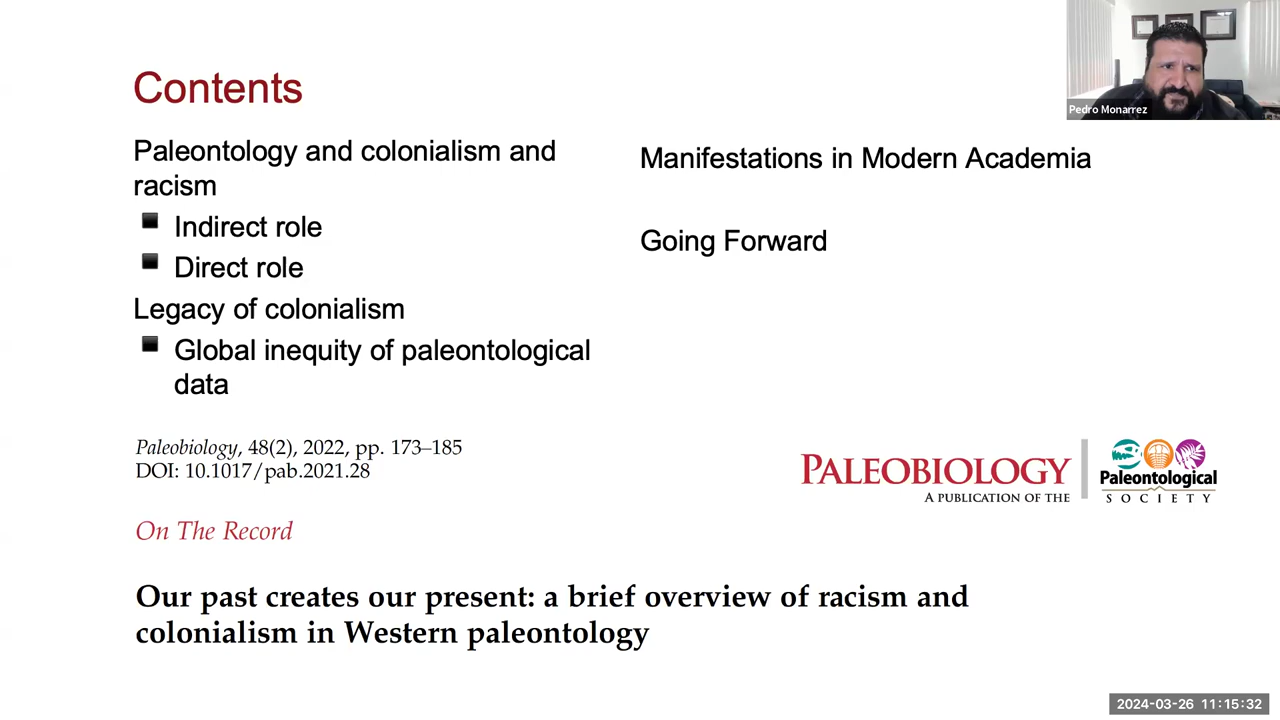 Contents
Paleontology and colonialism and
racism
Indirect role
Direct role
Legacy of colonialism
Global inequity of paleontological
data
Manifestations in Modern Academia
Going Forward
Pedro Monarrez
Paleobiology, 48(2), 2022, pp. 173–185
DOI: 10.1017/pab.2021.28
PALEOBIOLOGY
A PUBLICATION OF THE
Paleontological
SOCIETY
On The Record
Our past creates our present: a brief overview of racism and
colonialism in Western paleontology
2024-03-26 11:15:32